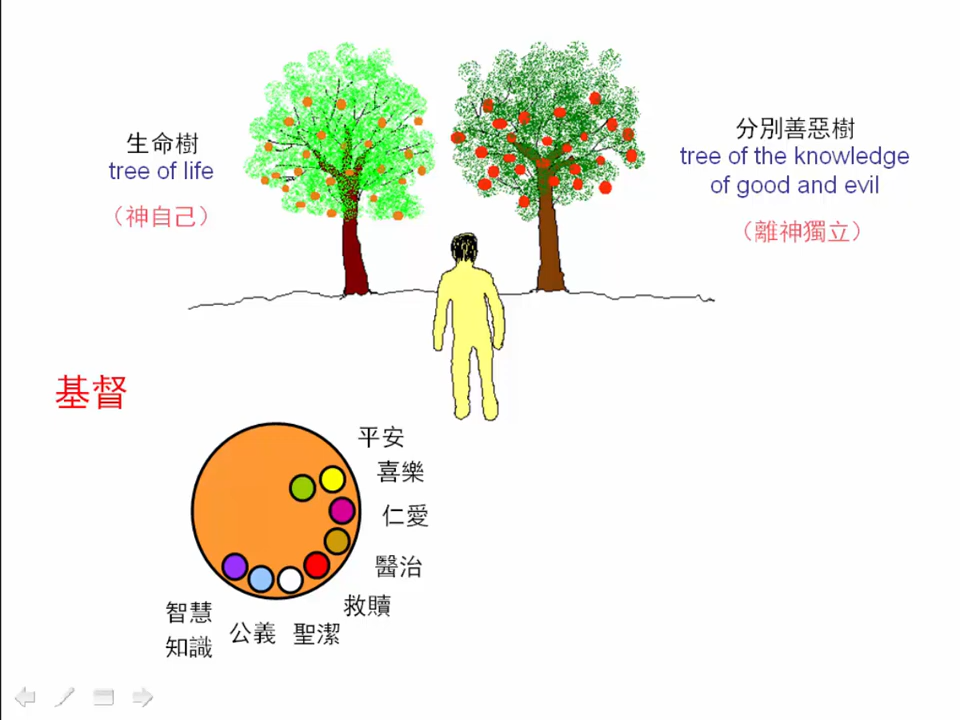 生命樹
tree of life
（神自己）
分別善惡樹
tree of the knowledge
of good and evil
（離神獨立）
基督
平安
喜樂
仁愛
醫治
救贖
聖潔
公義
智慧
知識